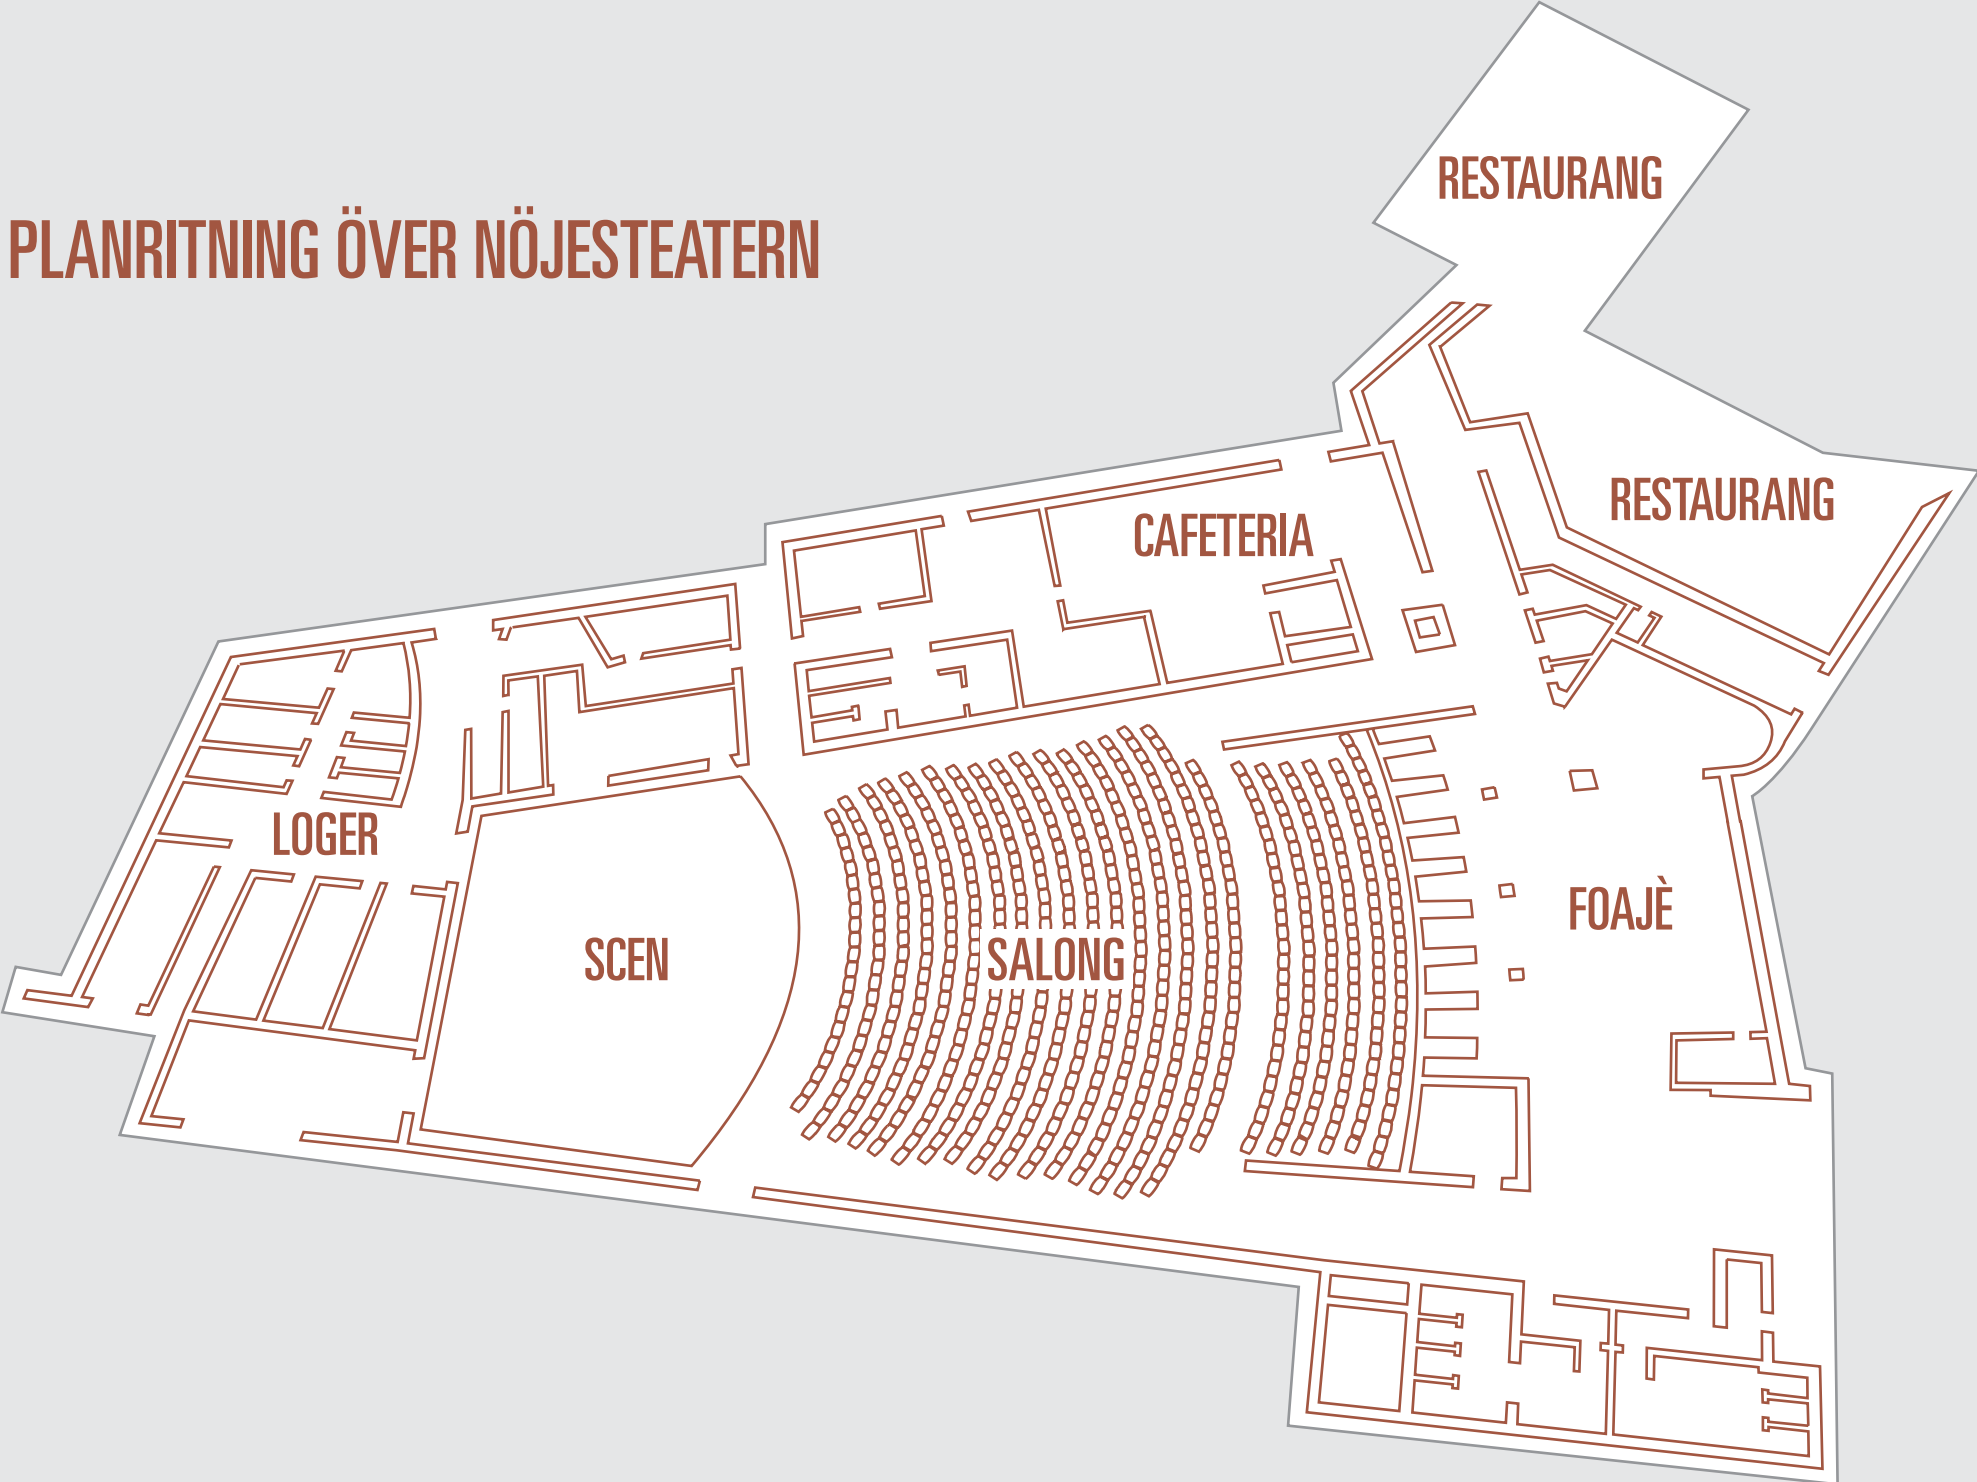 RESTAURANG
PLANRITNING ÖVER NÖJESTEATERN
RESTAURANG
CAFETERIA
LOGER
FOAJÈ
SCEN
SALONG